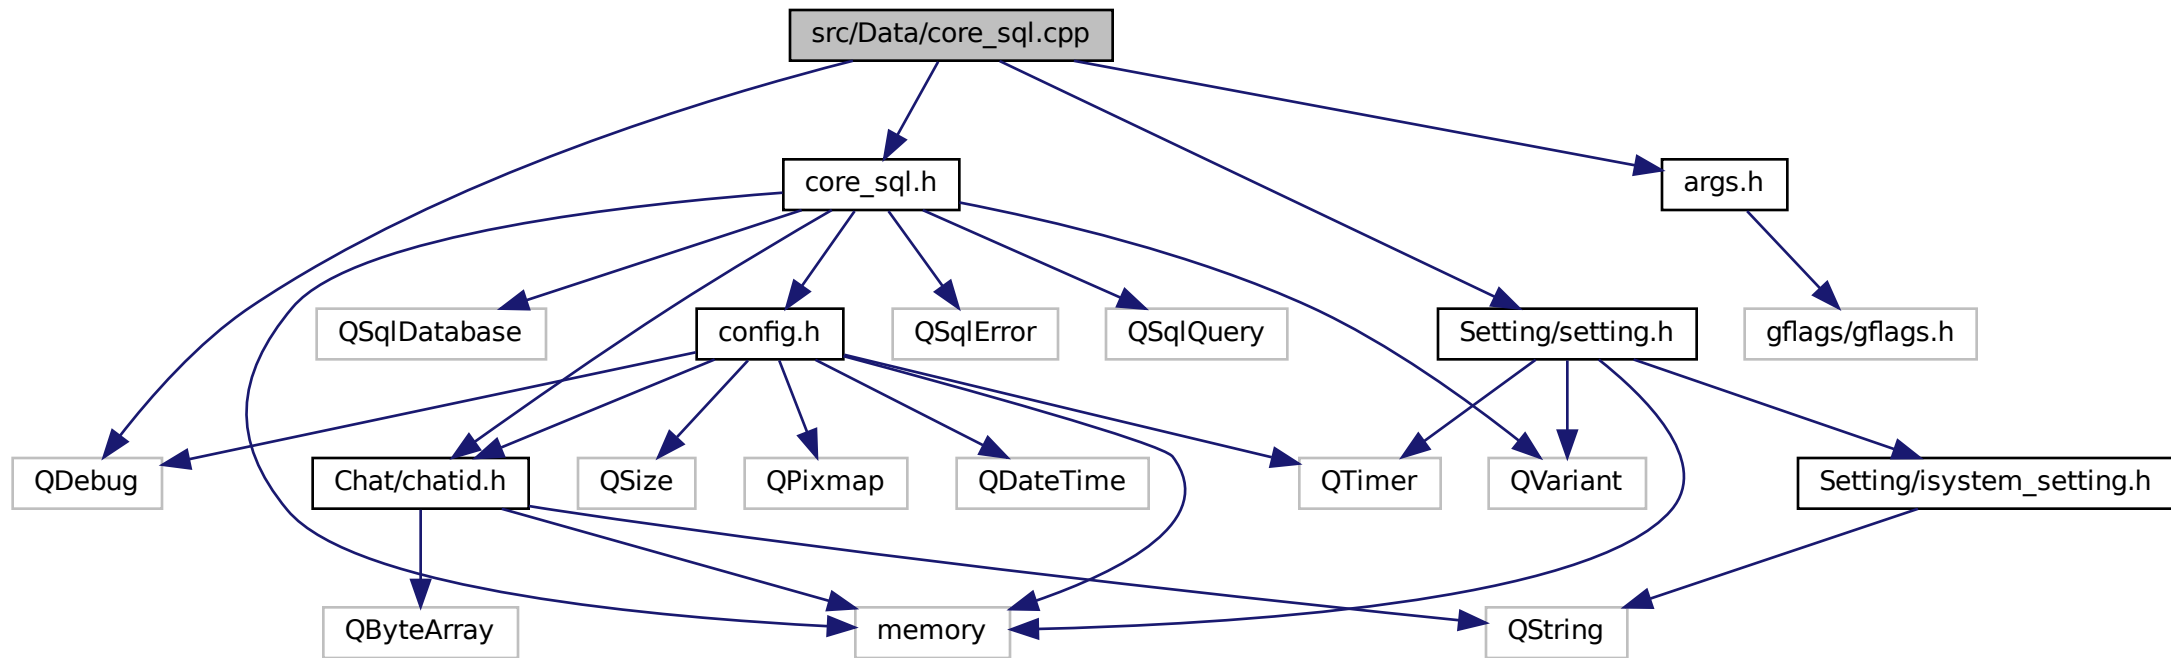 src/Data/core_sql.cpp
core_sql.h
args.h
QSqlDatabase
config.h
QSqlError
QSqlQuery
Setting/setting.h
gflags/gflags.h
QDebug
Chat/chatid.h
QSize
QPixmap
QDateTime
QTimer
QVariant
Setting/isystem_setting.h
QByteArray
memory
QString